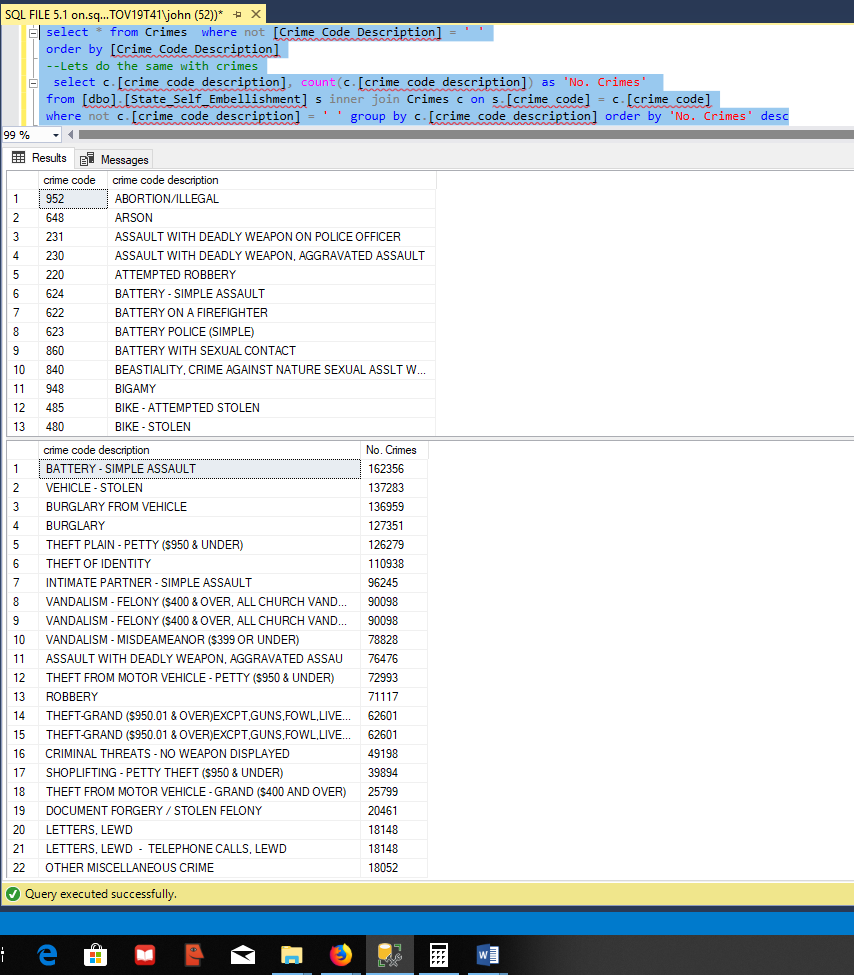 SQL FILE 5.1 on.sq...TOV19T41\john (52))*
select * from Crimes  where not [Crime Code Description] = ' '
order by [Crime Code Description]
--Lets do the same with crimes
select c.[crime code description], count(c.[crime code description]) as 'No. Crimes'
from [dbo].[State_Self_Embellishment] s inner join Crimes c on s.[crime code] = c.[crime code]
where not c.[crime code description] = ' ' group by c.[crime code description] order by 'No. Crimes' desc
99 %
Results Messages
crime code crime code description
1 952 ABORTION/ILLEGAL
2 648 ARSON
3 231 ASSAULT WITH DEADLY WEAPON ON POLICE OFFICER
4 230 ASSAULT WITH DEADLY WEAPON, AGGRAVATED ASSAULT
5 220 ATTEMPTED ROBBERY
6 624 BATTERY - SIMPLE ASSAULT
7 622 BATTERY ON A FIREFIGHTER
8 623 BATTERY POLICE (SIMPLE)
9 860 BATTERY WITH SEXUAL CONTACT
10 840 BEASTIALITY, CRIME AGAINST NATURE SEXUAL ASSLT W...
11 948 BIGAMY
12 485 BIKE - ATTEMPTED STOLEN
13 480 BIKE - STOLEN
crime code description No. Crimes
1 BATTERY - SIMPLE ASSAULT 162356
2 VEHICLE - STOLEN 137283
3 BURGLARY FROM VEHICLE 136959
4 BURGLARY 127351
5 THEFT PLAIN - PETTY ($950 & UNDER) 126279
6 THEFT OF IDENTITY 110938
7 INTIMATE PARTNER - SIMPLE ASSAULT 96245
8 VANDALISM - FELONY ($400 & OVER, ALL CHURCH VAND... 90098
9 VANDALISM - FELONY ($400 & OVER, ALL CHURCH VAND... 90098
10 VANDALISM - MISDEAMEANOR ($399 OR UNDER) 78828
11 ASSAULT WITH DEADLY WEAPON, AGGRAVATED ASSAU 76476
12 THEFT FROM MOTOR VEHICLE - PETTY ($950 & UNDER) 72993
13 ROBBERY 71117
14 THEFT-GRAND ($950.01 & OVER)EXCPT,GUNS,FOWL,LIVE... 62601
15 THEFT-GRAND ($950.01 & OVER)EXCPT,GUNS,FOWL,LIVE... 62601
16 CRIMINAL THREATS - NO WEAPON DISPLAYED 49198
17 SHOPLIFTING - PETTY THEFT ($950 & UNDER) 39894
18 THEFT FROM MOTOR VEHICLE - GRAND ($400 AND OVER) 25799
19 DOCUMENT FORGERY / STOLEN FELONY 20461
20 LETTERS, LEWD 18148
21 LETTERS, LEWD  -  TELEPHONE CALLS, LEWD 18148
22 OTHER MISCELLANEOUS CRIME 18052
Query executed successfully.